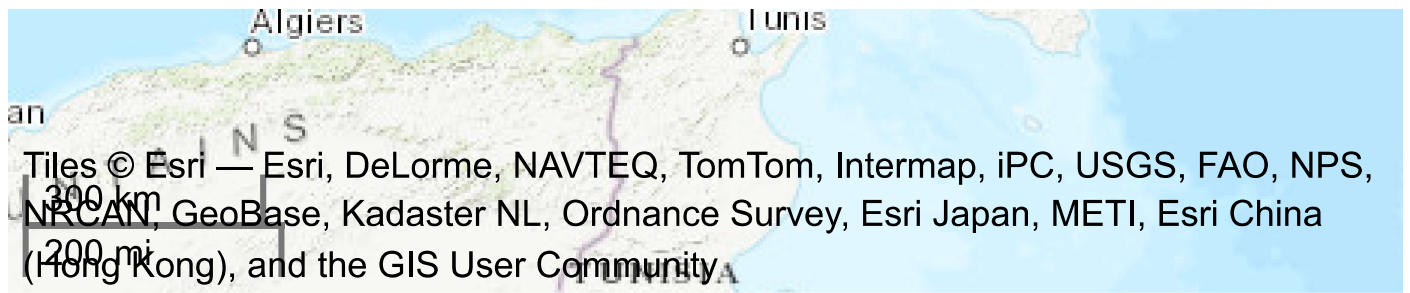 Algiers
Tunis
an
U N T A I N S
Tiles © Esri — Esri, DeLorme, NAVTEQ, TomTom, Intermap, iPC, USGS, FAO, NPS,
300 km
NRCAN, GeoBase, Kadaster NL, Ordnance Survey, Esri Japan, METI, Esri China
200 mi
(Hong Kong), and the GIS User Community
TUNISIA